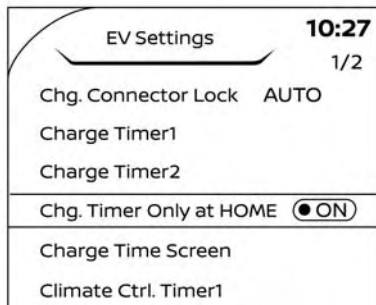 EV Settings 10:27
1/2
Chg. Connector Lock AUTO
Charge Timer1
Charge Timer2
Chg. Timer Only at HOME ON
Charge Time Screen
Climate Ctrl. Timer1